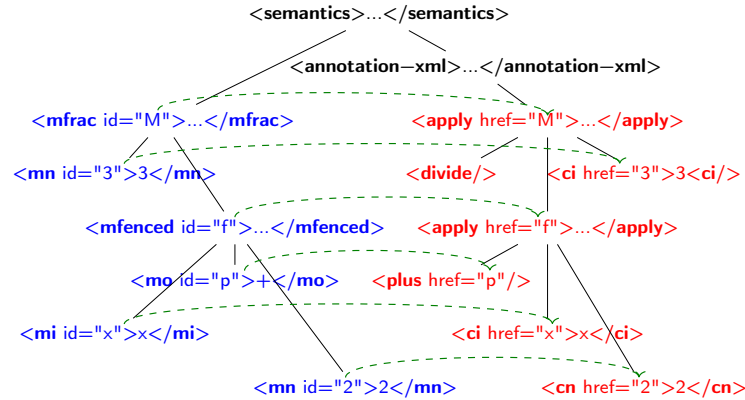 <semantics>...</semantics>
<annotation−xml>...</annotation−xml>
<mfrac id="M">...</mfrac> <apply href="M">...</apply>
<mn id="3">3</mn> <divide/> <ci href="3">3<ci/>
<mfenced id="f">...</mfenced> <apply href="f">...</apply>
<mo id="p">+</mo> <plus href="p"/>
<mi id="x">x</mi> <ci href="x">x</ci>
<mn id="2">2</mn> <cn href="2">2</cn>